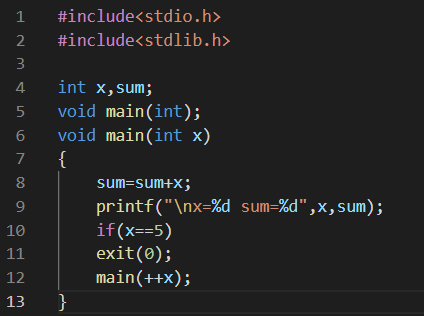 1 #include<stdio.h>
2 #include<stdlib.h>
3
4 int x,sum;
5 void main(int);
6 void main(int x)
7 {
8 sum=sum+x;
9 printf("\nx=%d sum=%d",x,sum);
10 if(x==5)
11 exit(0);
12 main(++x);
13 }